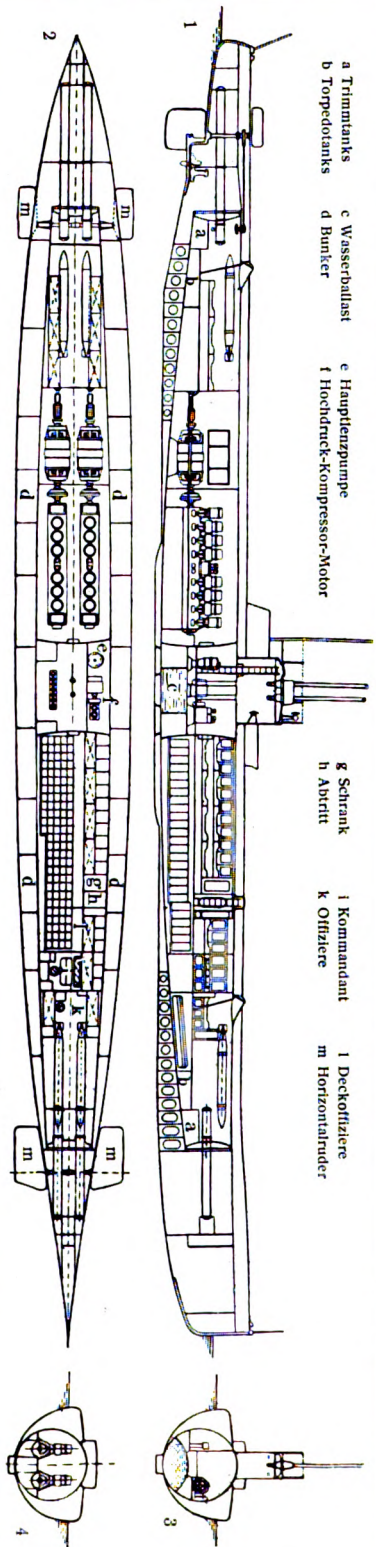 a Trimmtanks
b Torpedotanks
c Wasserballast
d Bunker
e Hauptlenzpumpe
f Hochdruck-Kompressor-Motor
g Schrank
h Abtritt
i Kommandant
k Offiziere
l Deckoffiziere
m Horizontalruder
1
a
c
a
3
2
m
m
d
d
e
f
d
d
g h
l
i
k
m
m
4